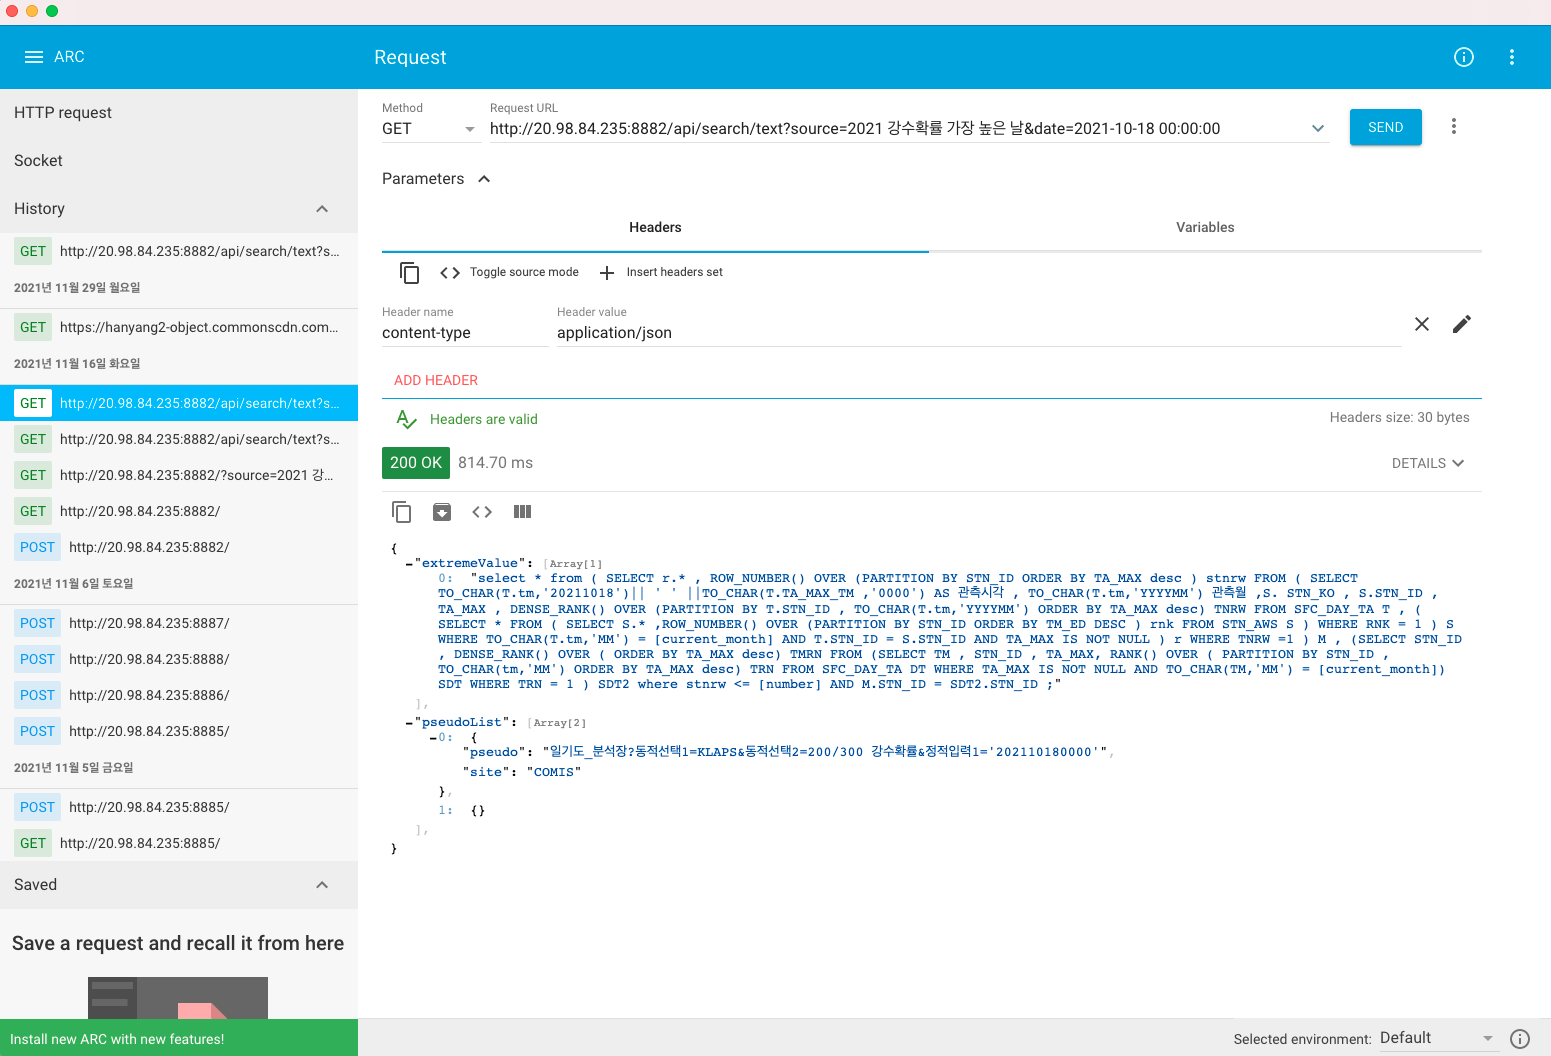 ARC
Request
HTTP request
Socket
History
GET http://20.98.84.235:8882/api/search/text?s...
2021년 11월 29일 월요일
GET https://hanyang2-object.commonscdn.com...
2021년 11월 16일 화요일
GET http://20.98.84.235:8882/api/search/text?s...
GET http://20.98.84.235:8882/api/search/text?s...
GET http://20.98.84.235:8882/?source=2021 강...
GET http://20.98.84.235:8882/
POST http://20.98.84.235:8882/
2021년 11월 6일 토요일
POST http://20.98.84.235:8887/
POST http://20.98.84.235:8888/
POST http://20.98.84.235:8886/
POST http://20.98.84.235:8885/
2021년 11월 5일 금요일
POST http://20.98.84.235:8885/
GET http://20.98.84.235:8885/
Saved
Save a request and recall it from here
Install new ARC with new features!
Method
GET
Request URL
http://20.98.84.235:8882/api/search/text?source=2021 강수확률 가장 높은 날&date=2021-10-18 00:00:00
SEND
Parameters
Headers
Variables
Toggle source mode
Insert headers set
Header name
content-type
Header value
application/json
ADD HEADER
Headers are valid
Headers size: 30 bytes
200 OK 814.70 ms
DETAILS
{
"extremeValue": [Array[1]
0: "select * from ( SELECT r.* , ROW_NUMBER() OVER (PARTITION BY STN_ID ORDER BY TA_MAX desc ) stnrw FROM ( SELECT
TO_CHAR(T.tm,'20211018')|| ' ' ||TO_CHAR(T.TA_MAX_TM ,'0000') AS 관측시각 , TO_CHAR(T.tm,'YYYYMM') 관측월 ,S. STN_KO , S.STN_ID ,
TA_MAX , DENSE_RANK() OVER (PARTITION BY T.STN_ID , TO_CHAR(T.tm,'YYYYMM') ORDER BY TA_MAX desc) TNRW FROM SFC_DAY_TA T , (
SELECT * FROM ( SELECT S.* ,ROW_NUMBER() OVER (PARTITION BY STN_ID ORDER BY TM_ED DESC ) rnk FROM STN_AWS S ) WHERE RNK = 1 ) S
WHERE TO_CHAR(T.tm,'MM') = [current_month] AND T.STN_ID = S.STN_ID AND TA_MAX IS NOT NULL ) r WHERE TNRW =1 ) M , (SELECT STN_ID
, DENSE_RANK() OVER ( ORDER BY TA_MAX desc) TMRN FROM (SELECT TM , STN_ID , TA_MAX, RANK() OVER ( PARTITION BY STN_ID ,
TO_CHAR(tm,'MM') ORDER BY TA_MAX desc) TRN FROM SFC_DAY_TA DT WHERE TA_MAX IS NOT NULL AND TO_CHAR(TM,'MM') = [current_month])
SDT WHERE TRN = 1 ) SDT2 where stnrw <= [number] AND M.STN_ID = SDT2.STN_ID ;"
],
"pseudoList": [Array[2]
0: {
"pseudo": "일기도_분석장?동적선택1=KLAPS&동적선택2=200/300 강수확률&정적입력1='202110180000'",
"site": "COMIS"
},
1: {}
],
}
Selected environment: Default